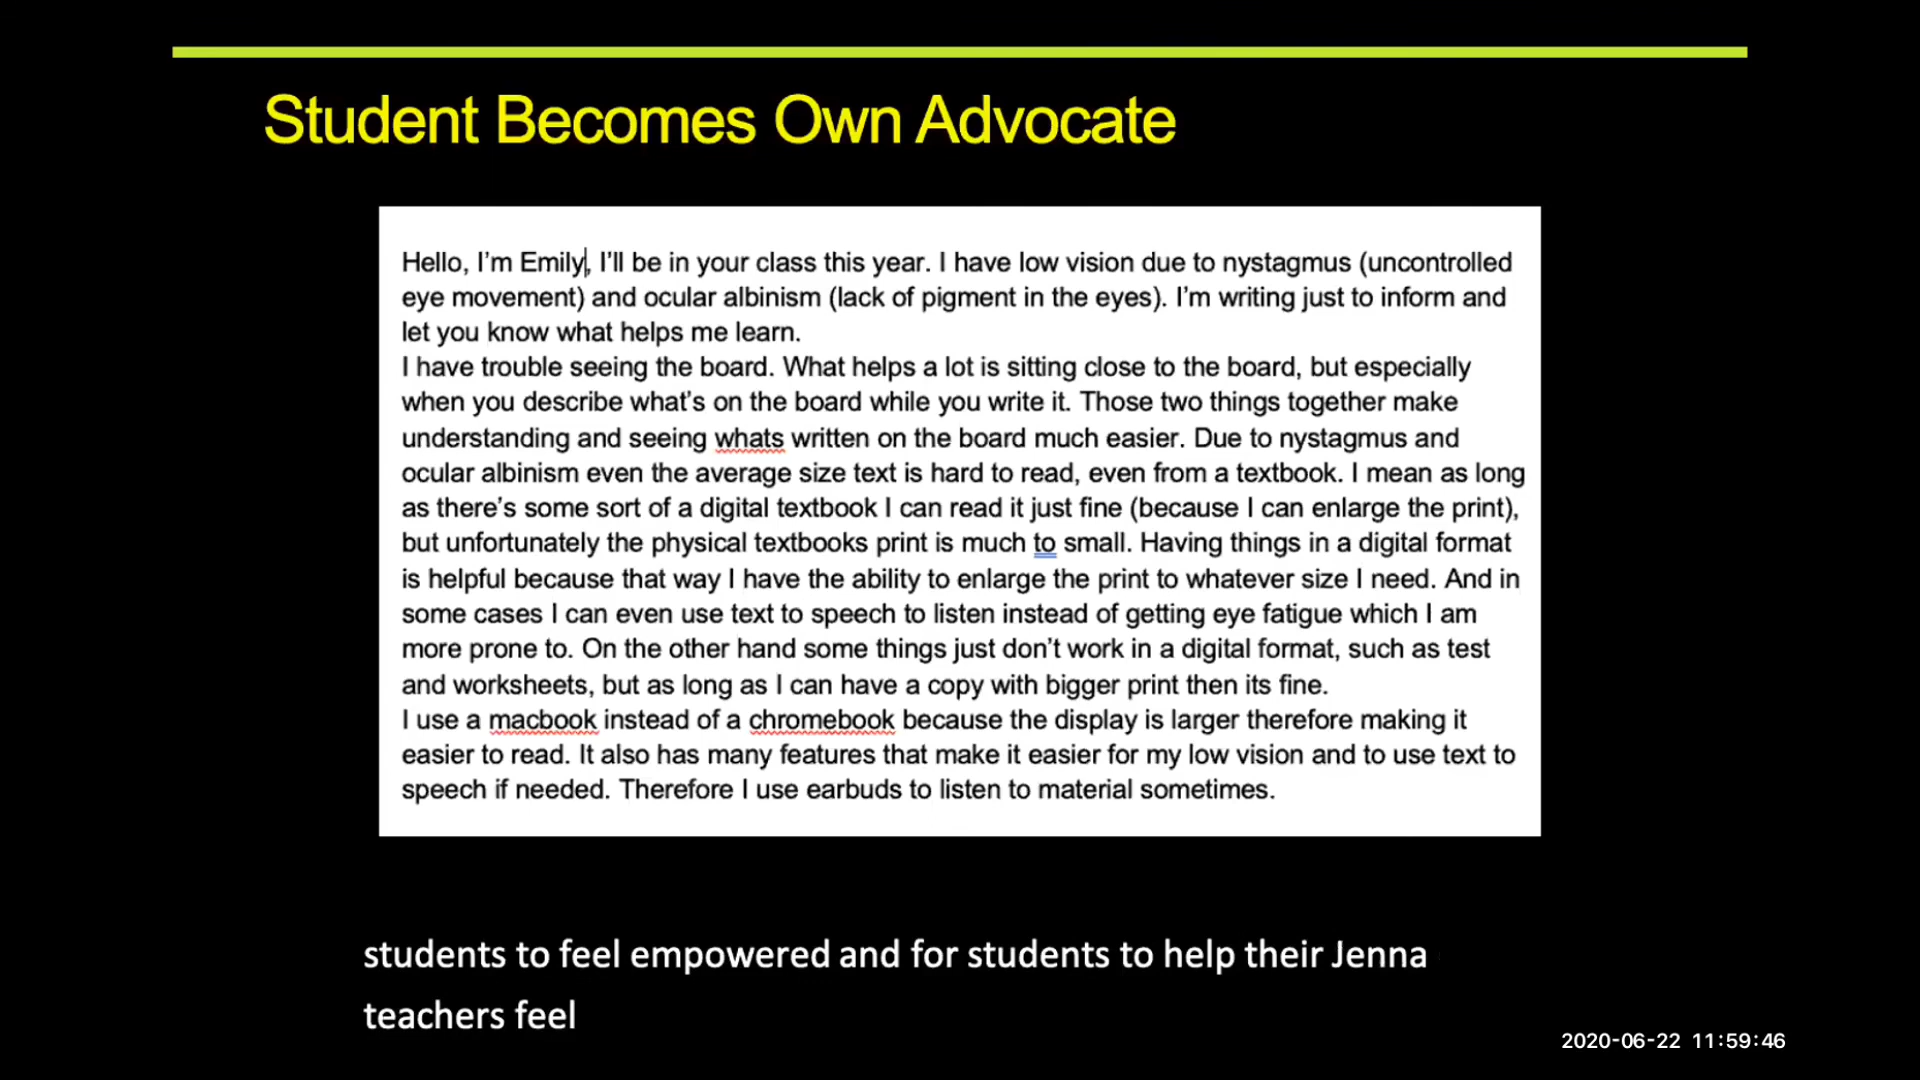 Student Becomes Own Advocate
Hello, I'm Emily, I'll be in your class this year. I have low vision due to nystagmus (uncontrolled
eye movement) and ocular albinism (lack of pigment in the eyes). I'm writing just to inform and
let you know what helps me learn.
I have trouble seeing the board. What helps a lot is sitting close to the board, but especially
when you describe what's on the board while you write it. Those two things together make
understanding and seeing whats written on the board much easier. Due to nystagmus and
ocular albinism even the average size text is hard to read, even from a textbook. I mean as long
as there's some sort of a digital textbook I can read it just fine (because I can enlarge the print),
but unfortunately the physical textbooks print is much to small. Having things in a digital format
is helpful because that way I have the ability to enlarge the print to whatever size I need. And in
some cases I can even use text to speech to listen instead of getting eye fatigue which I am
more prone to. On the other hand some things just don't work in a digital format, such as test
and worksheets, but as long as I can have a copy with bigger print then its fine.
I use a macbook instead of a chromebook because the display is larger therefore making it
easier to read. It also has many features that make it easier for my low vision and to use text to
speech if needed. Therefore I use earbuds to listen to material sometimes.
students to feel empowered and for students to help their Jenna
teachers feel
2020-06-22 11:59:46